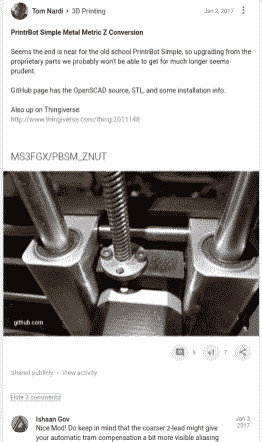 Tom Nardi ▸ 3D Printing
Jan 2, 2017
PrintrBot Simple Metal Metric Z Conversion
Seems the end is near for the old school PrintrBot Simple, so upgrading from the
proprietary parts we probably won't be able to get for much longer seems
prudent.
GitHub page has the OpenSCAD source, STL, and some installation info.
Also up on Thingiverse:
http://www.thingiverse.com/thing:2011148
MS3FGX/PBSM_ZNUT
github.com
+1 7
Shared publicly • View activity
Hide 3 comments
Ishaan Gov
Jan 3,
2017
Nice Mod! Do keep in mind that the coarser z-lead might give
your automatic tram compensation a bit more visible aliasing